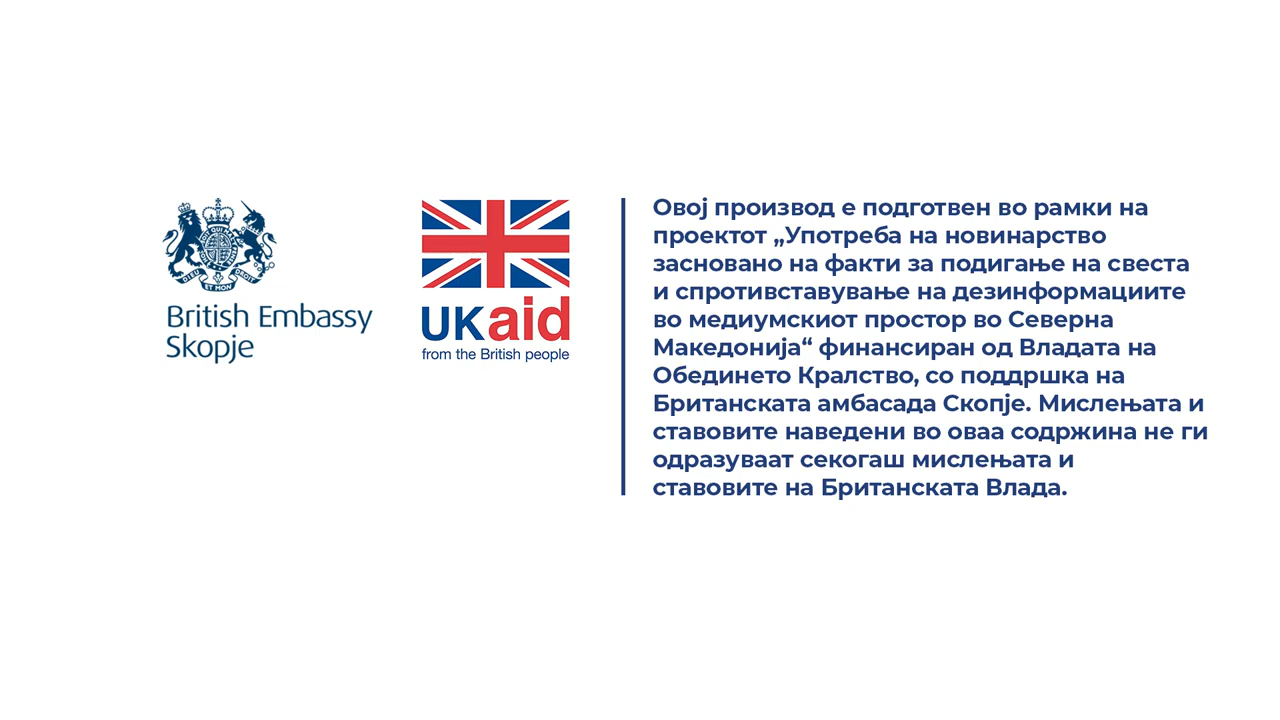 British Embassy
Skopje
UKaid
from the British people
Овој производ е подготвен во рамки на
проектот „Употреба на новинарство
засновано на факти за подигање на свеста
и спротивставување на дезинформациите
во медиумскиот простор во Северна
Македонија“ финансиран од Владата на
Обединето Кралство, со поддршка на
Британската амбасада Скопје. Мислењата и
ставовите наведени во оваа содржина не ги
одразуваат секогаш мислењата и
ставовите на Британската Влада.